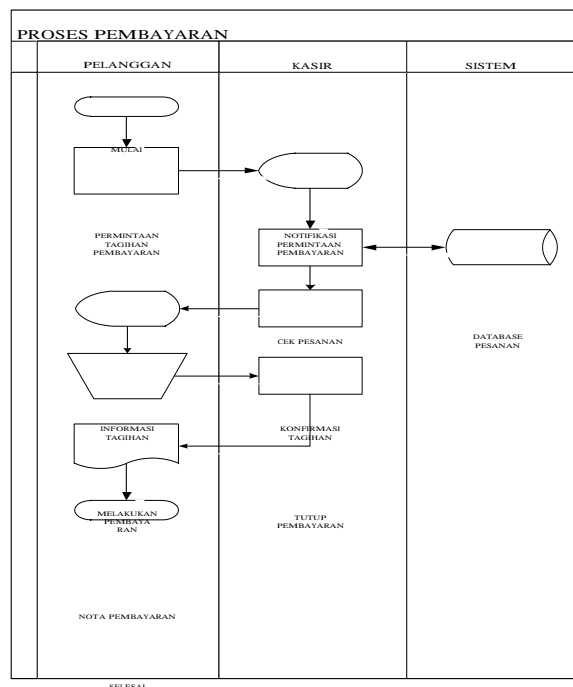 PROSES PEMBAYARAN
PELANGGAN
KASIR
SISTEM
MULAI
PERMINTAAN
TAGIHAN
PEMBAYARAN
NOTIFIKASI
PERMINTAAN
PEMBAYARAN
CEK PESANAN
DATABASE
PESANAN
INFORMASI
TAGIHAN
KONFIRMASI
TAGIHAN
MELAKUKAN
PEMBAYA
RAN
TUTUP
PEMBAYARAN
NOTA PEMBAYARAN
SELESAI